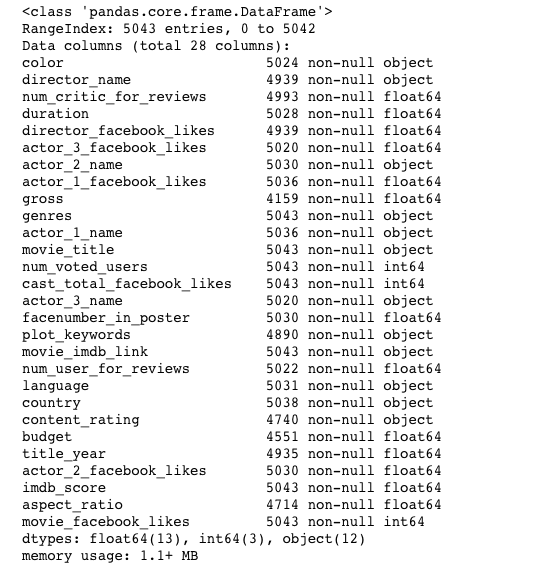 <class 'pandas.core.frame.DataFrame'>
RangeIndex: 5043 entries, 0 to 5042
Data columns (total 28 columns):
color                        5024 non-null object
director_name                4939 non-null object
num_critic_for_reviews       4993 non-null float64
duration                     5028 non-null float64
director_facebook_likes      4939 non-null float64
actor_3_facebook_likes       5020 non-null float64
actor_2_name                 5030 non-null object
actor_1_facebook_likes       5036 non-null float64
gross                        4159 non-null float64
genres                       5043 non-null object
actor_1_name                 5036 non-null object
movie_title                  5043 non-null object
num_voted_users              5043 non-null int64
cast_total_facebook_likes    5043 non-null int64
actor_3_name                 5020 non-null object
facenumber_in_poster         5030 non-null float64
plot_keywords                4890 non-null object
movie_imdb_link              5043 non-null object
num_user_for_reviews         5022 non-null float64
language                     5031 non-null object
country                      5038 non-null object
content_rating               4740 non-null object
budget                       4551 non-null float64
title_year                   4935 non-null float64
actor_2_facebook_likes       5030 non-null float64
imdb_score                   5043 non-null float64
aspect_ratio                 4714 non-null float64
movie_facebook_likes         5043 non-null int64
dtypes: float64(13), int64(3), object(12)
memory usage: 1.1+ MB